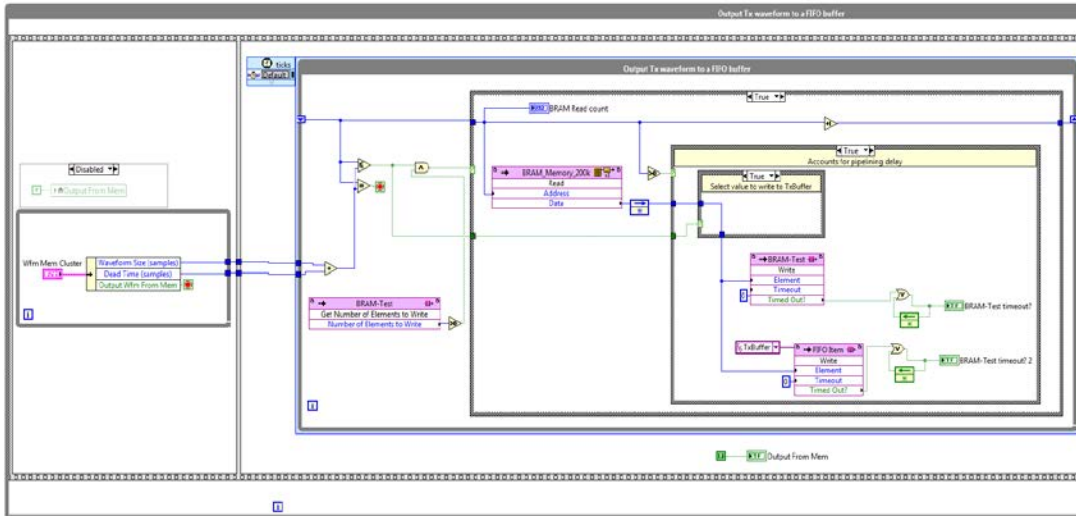 Output Tx waveform to a FIFO buffer
ticks
Default
Output Tx waveform to a FIFO buffer
True
BRAM Read count
Disabled
Output From Mem
True
Accounts for pipelining delay
BRAM_Memory_200k
Read
Address
Data
True
Select value to write to TxBuffer
Wfm Mem Cluster
Waveform Size (samples)
Dead Time (samples)
Output Wfm From Mem
BRAM-Test
Write
Element
Timeout
Timed Out?
BRAM-Test timeout?
BRAM-Test
Get Number of Elements to Write
Number of Elements to Write
TxBuffer
FIFO Item
Write
Element
Timeout
Timed Out?
BRAM-Test timeout? 2
i
i
Output From Mem
i